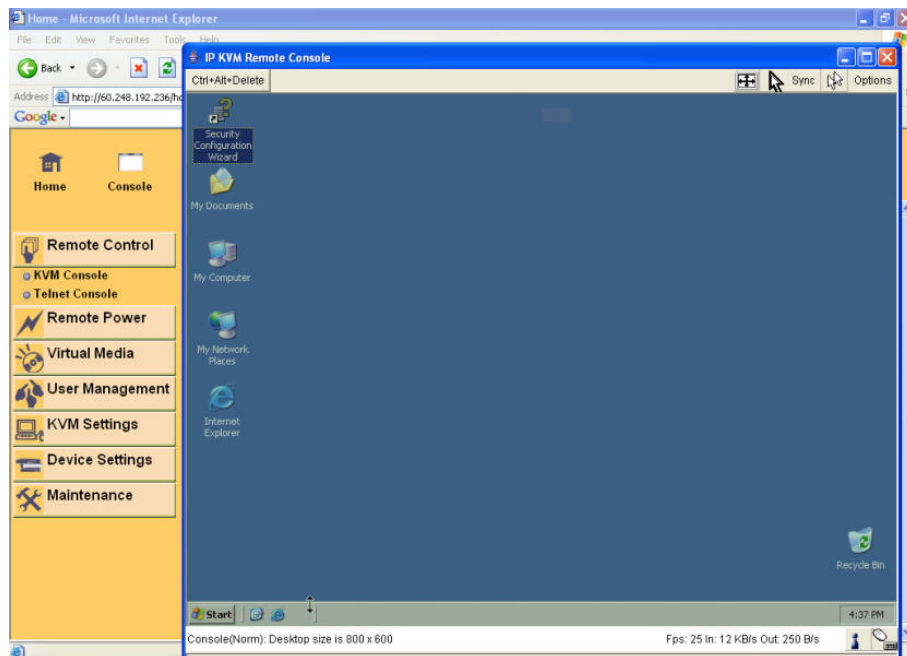 Home - Microsoft Internet Explorer
File Edit View Favorites Tools Help
Back
Address http://60.248.192.236/ho
Google
IP KVM Remote Console
Ctrl+Alt+Delete
Sync
Options
Home
Console
Remote Control
KVM Console
Telnet Console
Remote Power
Virtual Media
User Management
KVM Settings
Device Settings
Maintenance
Security
Configuration
Wizard
My Documents
My Computer
My Network
Places
Internet
Explorer
Recycle Bin
Start
4:37 PM
Console(Norm): Desktop size is 800 x 600
Fps: 25 In: 12 KB/s Out: 250 B/s